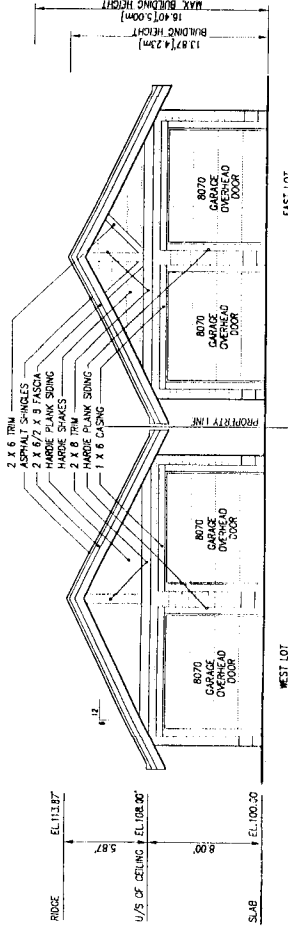 2 X 6 TRIM
ASPHALT SHINGLES
2 X 6/2 X 8 FASCIA
HARDIE PLANK SIDING
HARDIE SHAKES
2 X 8 TRIM
HARDIE PLANK SIDING
1 X 6 CASING
RIDGE EL.113.87'
5.87'
U/S OF CEILING EL.108.00'
8.00'
SLAB EL.100.00'
12
6
8070
GARAGE
OVERHEAD
DOOR
8070
GARAGE
OVERHEAD
DOOR
PROPERTY LINE
8070
GARAGE
OVERHEAD
DOOR
8070
GARAGE
OVERHEAD
DOOR
13.87' [4.23m]
BUILDING HEIGHT
16.40' [5.00m]
MAX. BUILDING HEIGHT
WEST LOT
EAST LOT